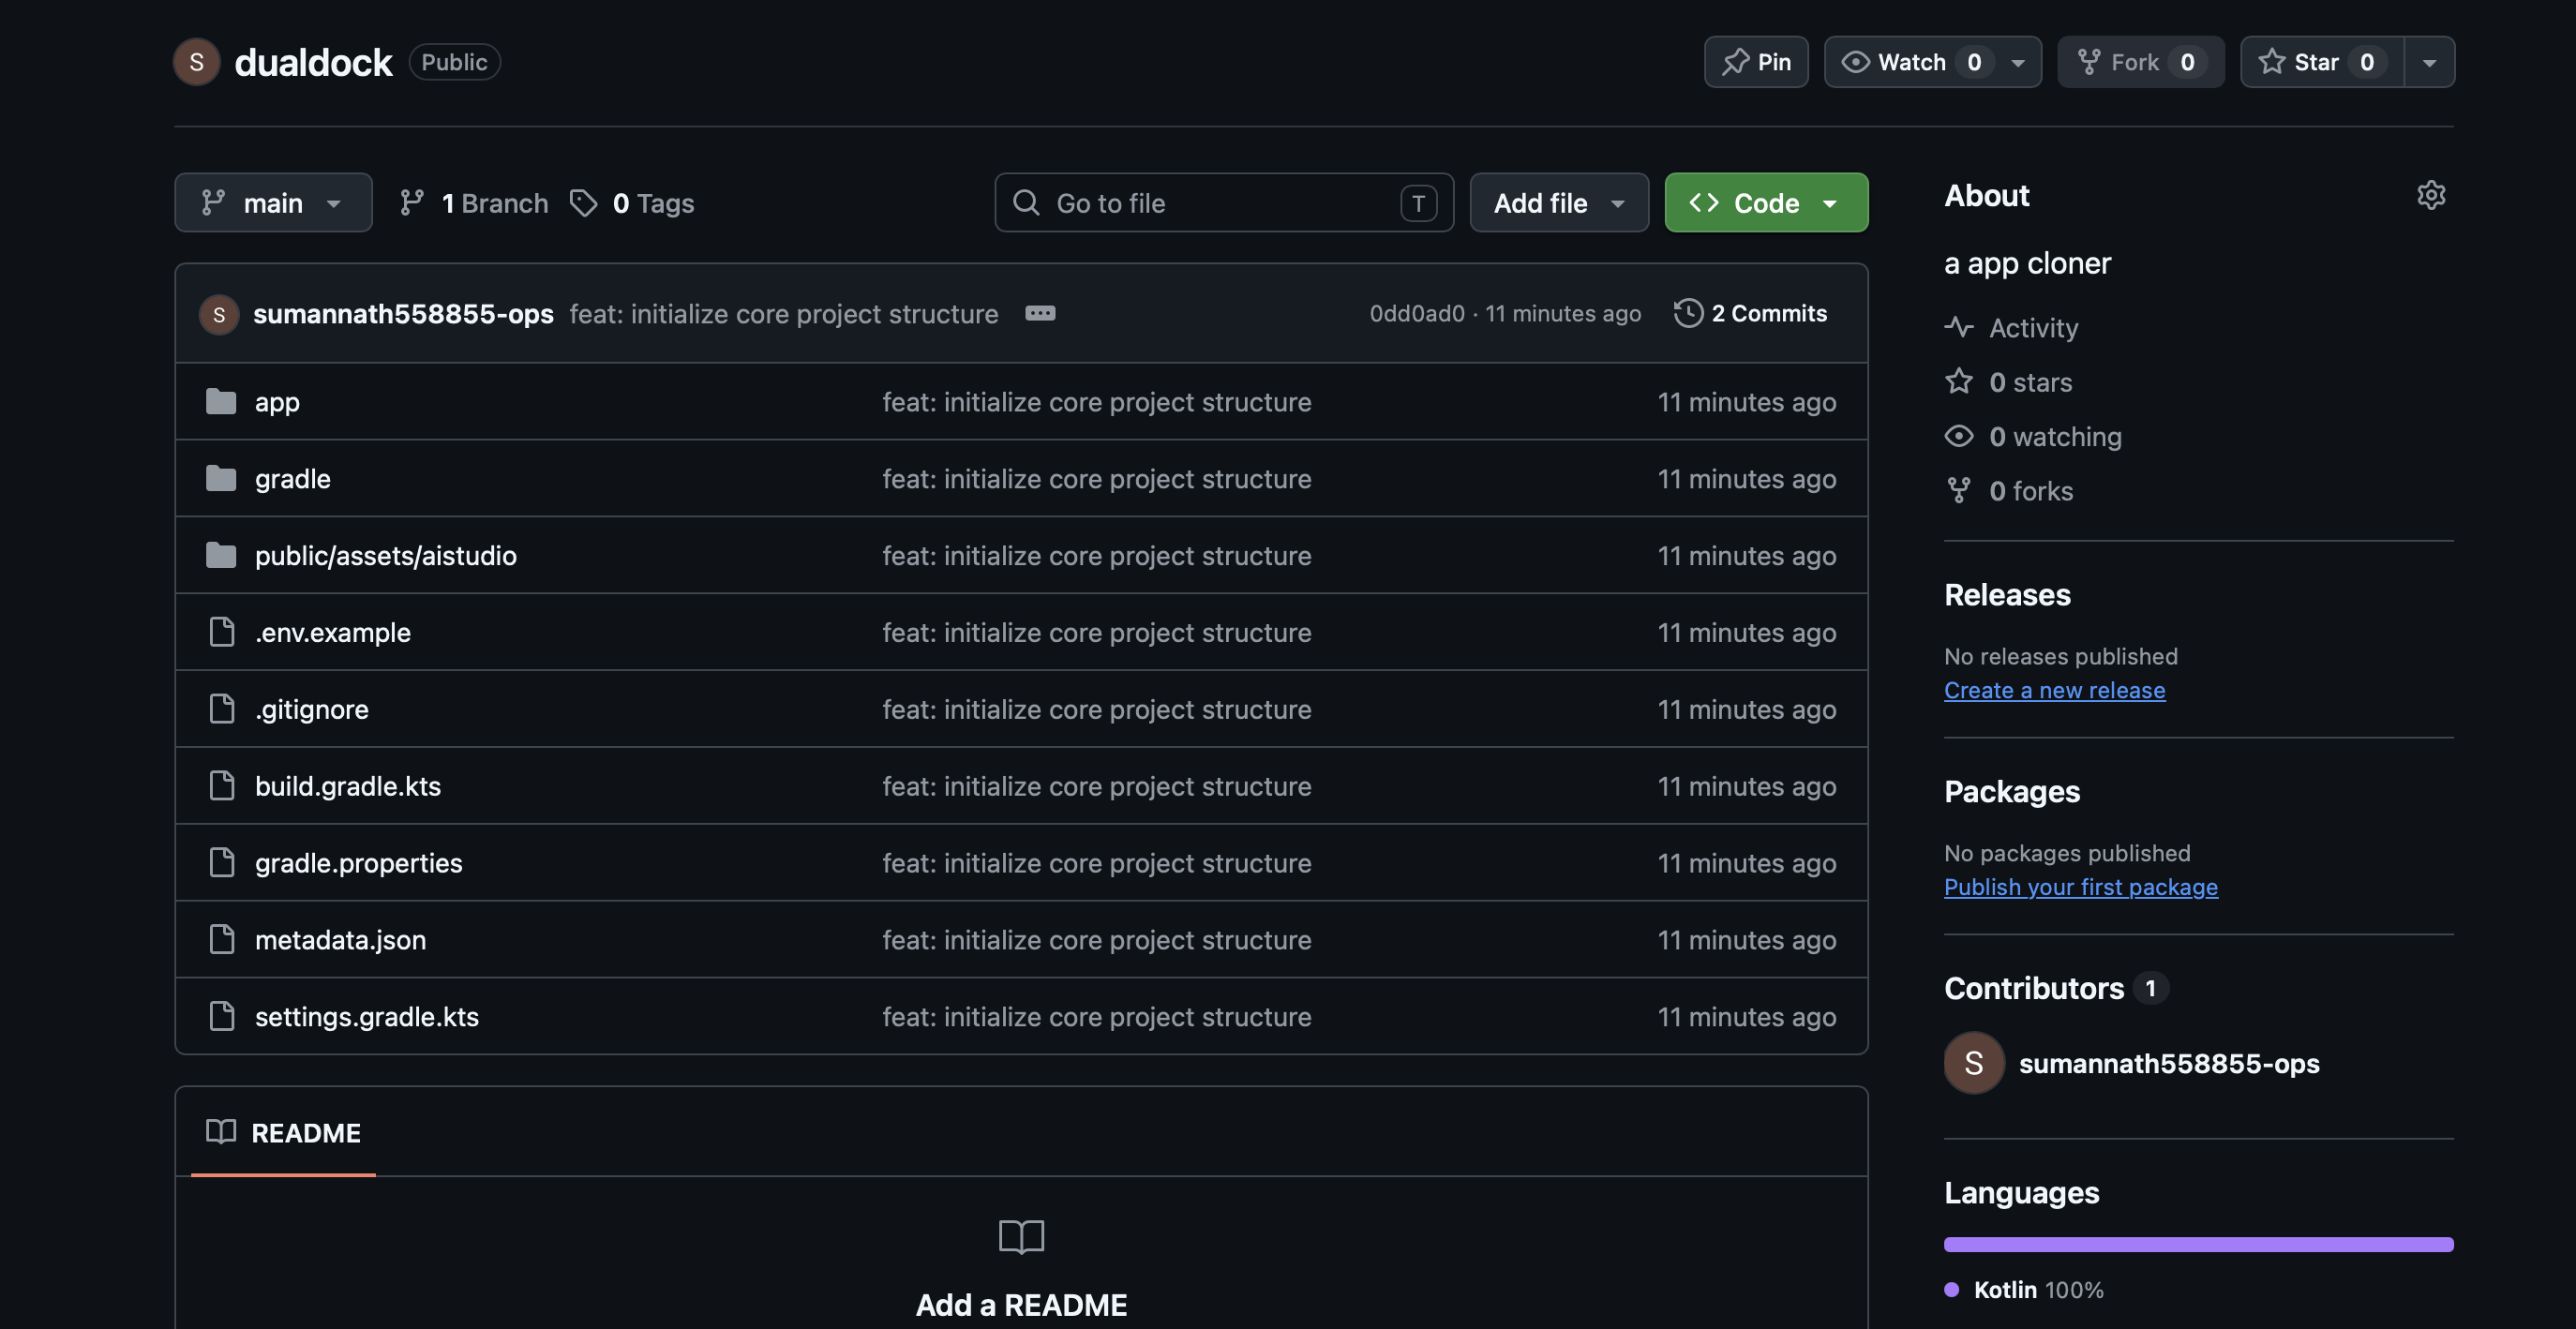 S dualdock Public Pin Watch 0 Fork 0 Star 0
main 1 Branch 0 Tags Go to file T Add file Code
S sumannath558855-ops feat: initialize core project structure 0dd0ad0 · 11 minutes ago 2 Commits
app feat: initialize core project structure 11 minutes ago
gradle feat: initialize core project structure 11 minutes ago
public/assets/aistudio feat: initialize core project structure 11 minutes ago
.env.example feat: initialize core project structure 11 minutes ago
.gitignore feat: initialize core project structure 11 minutes ago
build.gradle.kts feat: initialize core project structure 11 minutes ago
gradle.properties feat: initialize core project structure 11 minutes ago
metadata.json feat: initialize core project structure 11 minutes ago
settings.gradle.kts feat: initialize core project structure 11 minutes ago
README
Add a README
About
a app cloner
Activity
0 stars
0 watching
0 forks
Releases
No releases published
Create a new release
Packages
No packages published
Publish your first package
Contributors 1
S sumannath558855-ops
Languages
Kotlin 100%